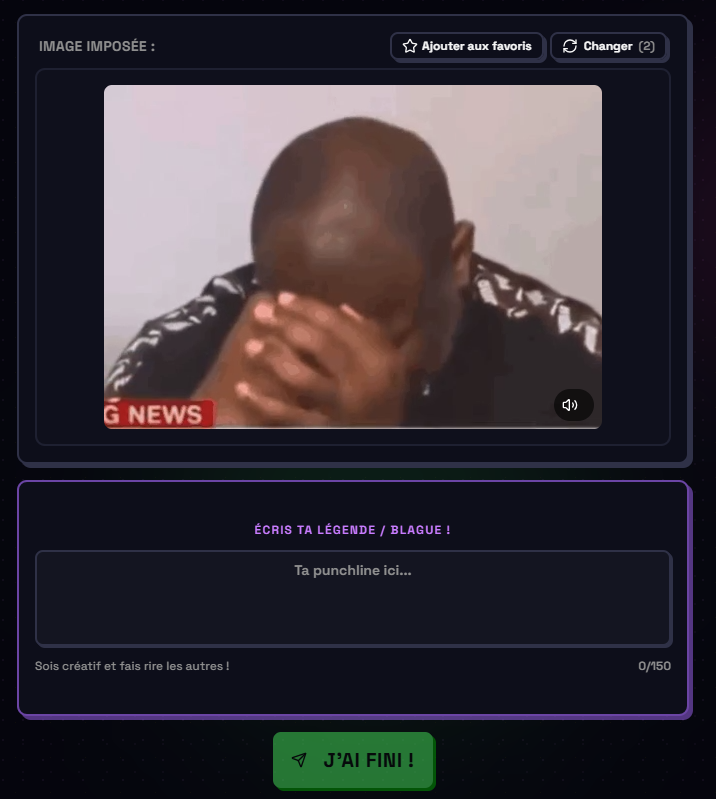 IMAGE IMPOSÉE :
Ajouter aux favoris
Changer (2)
G NEWS
ÉCRIS TA LÉGENDE / BLAGUE !
Ta punchline ici...
Sois créatif et fais rire les autres !
0/150
J'AI FINI !